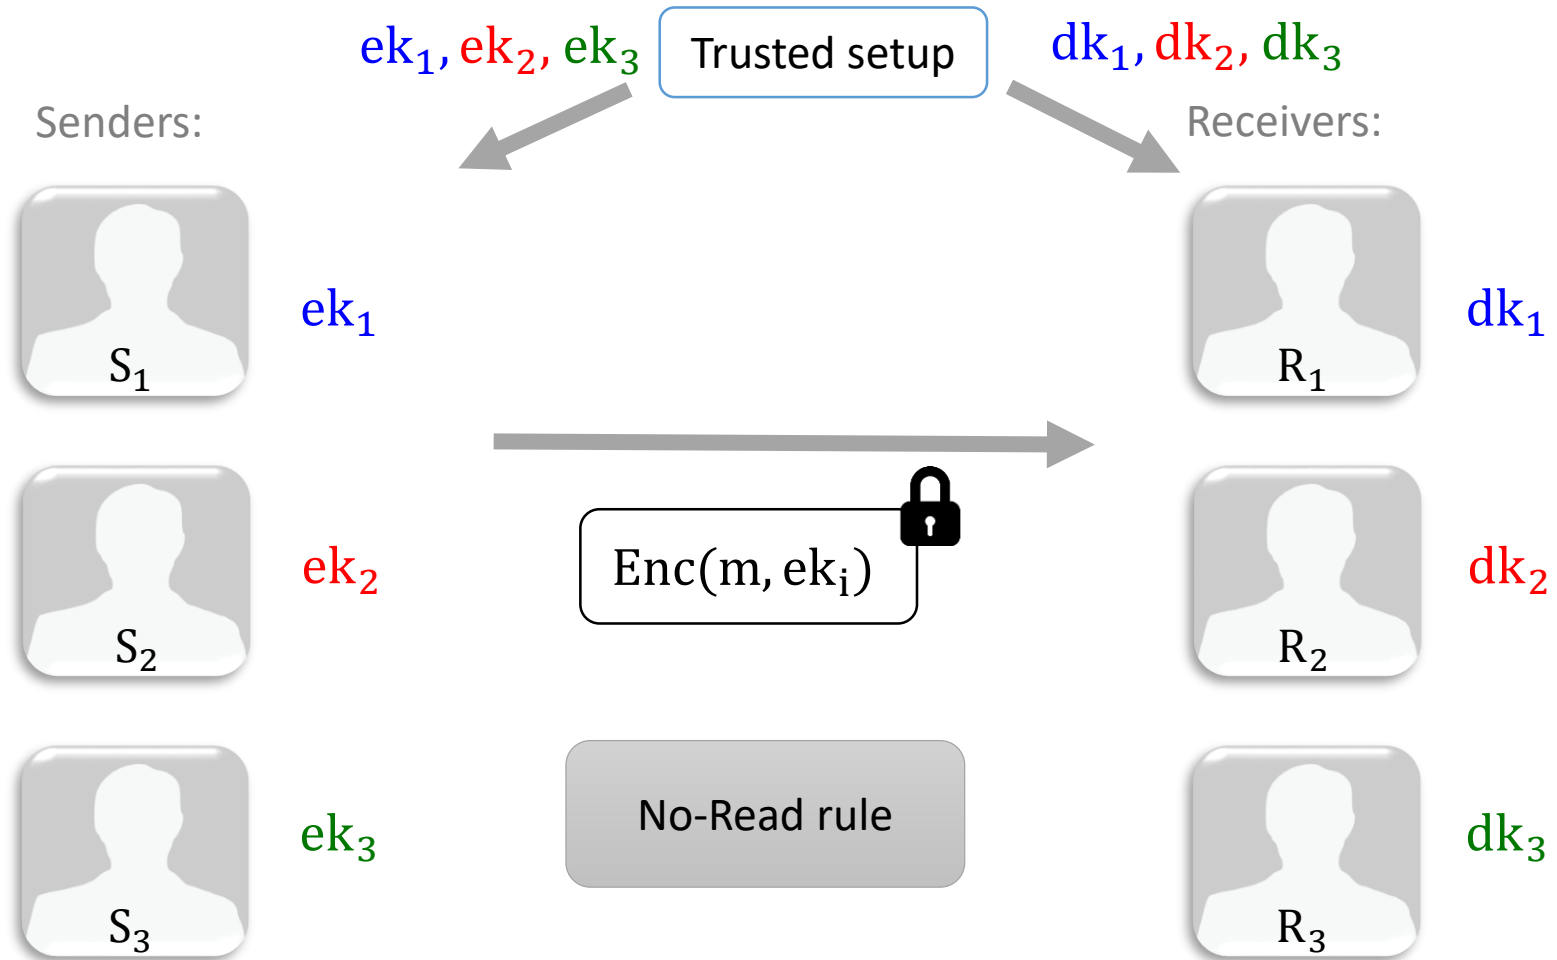 ek₁, ek₂, ek₃
Trusted setup
dk₁, dk₂, dk₃
Senders:
Receivers:
S₁
ek₁
R₁
dk₁
Enc(m, ekᵢ)
S₂
ek₂
R₂
dk₂
No-Read rule
S₃
ek₃
R₃
dk₃